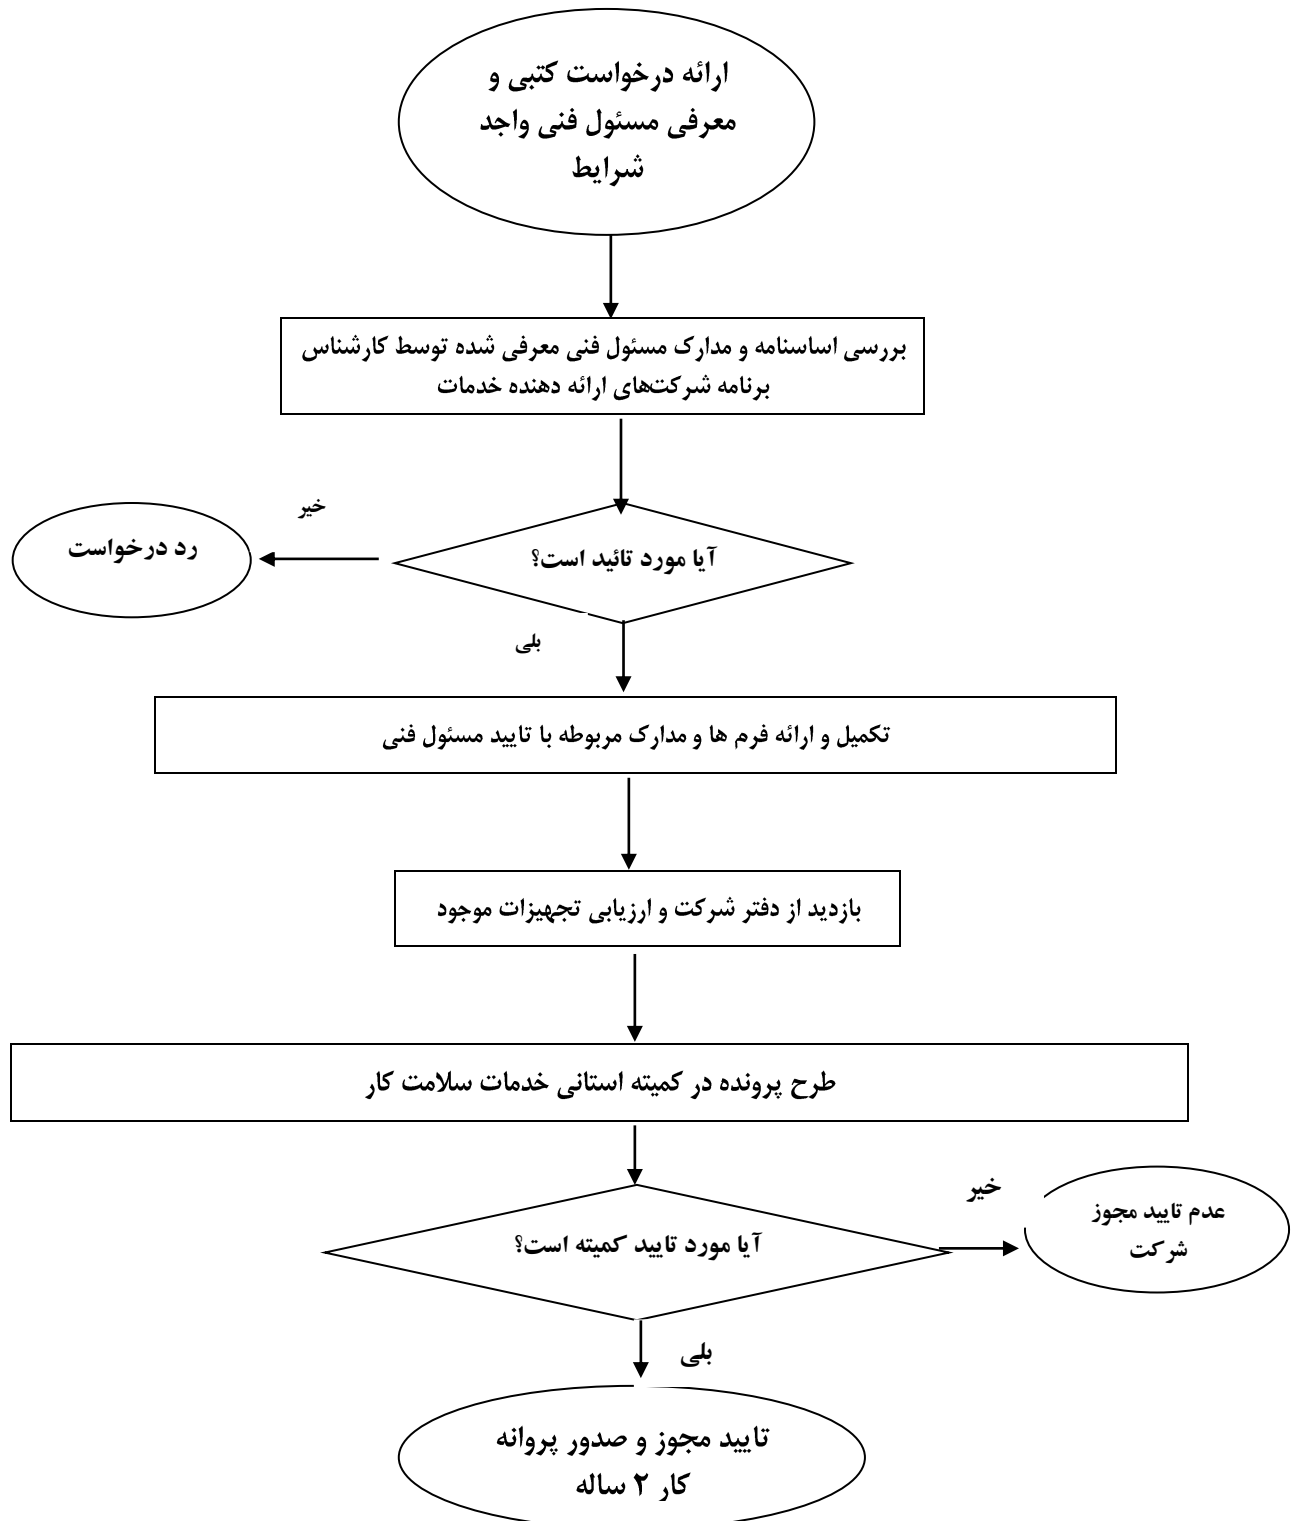 ارائه درخواست کتبی و
معرفی مسئول فنی واجد
شرایط
بررسی اساسنامه و مدارک مسئول فنی معرفی شده توسط کارشناس
برنامه شرکت‌های ارائه دهنده خدمات
خیر
رد درخواست
آیا مورد تائید است؟
بلی
تکمیل و ارائه فرم ها و مدارک مربوطه با تایید مسئول فنی
بازدید از دفتر شرکت و ارزیابی تجهیزات موجود
طرح پرونده در کمیته استانی خدمات سلامت کار
خیر
عدم تایید مجوز
شرکت
آیا مورد تایید کمیته است؟
بلی
تایید مجوز و صدور پروانه
کار ۲ ساله